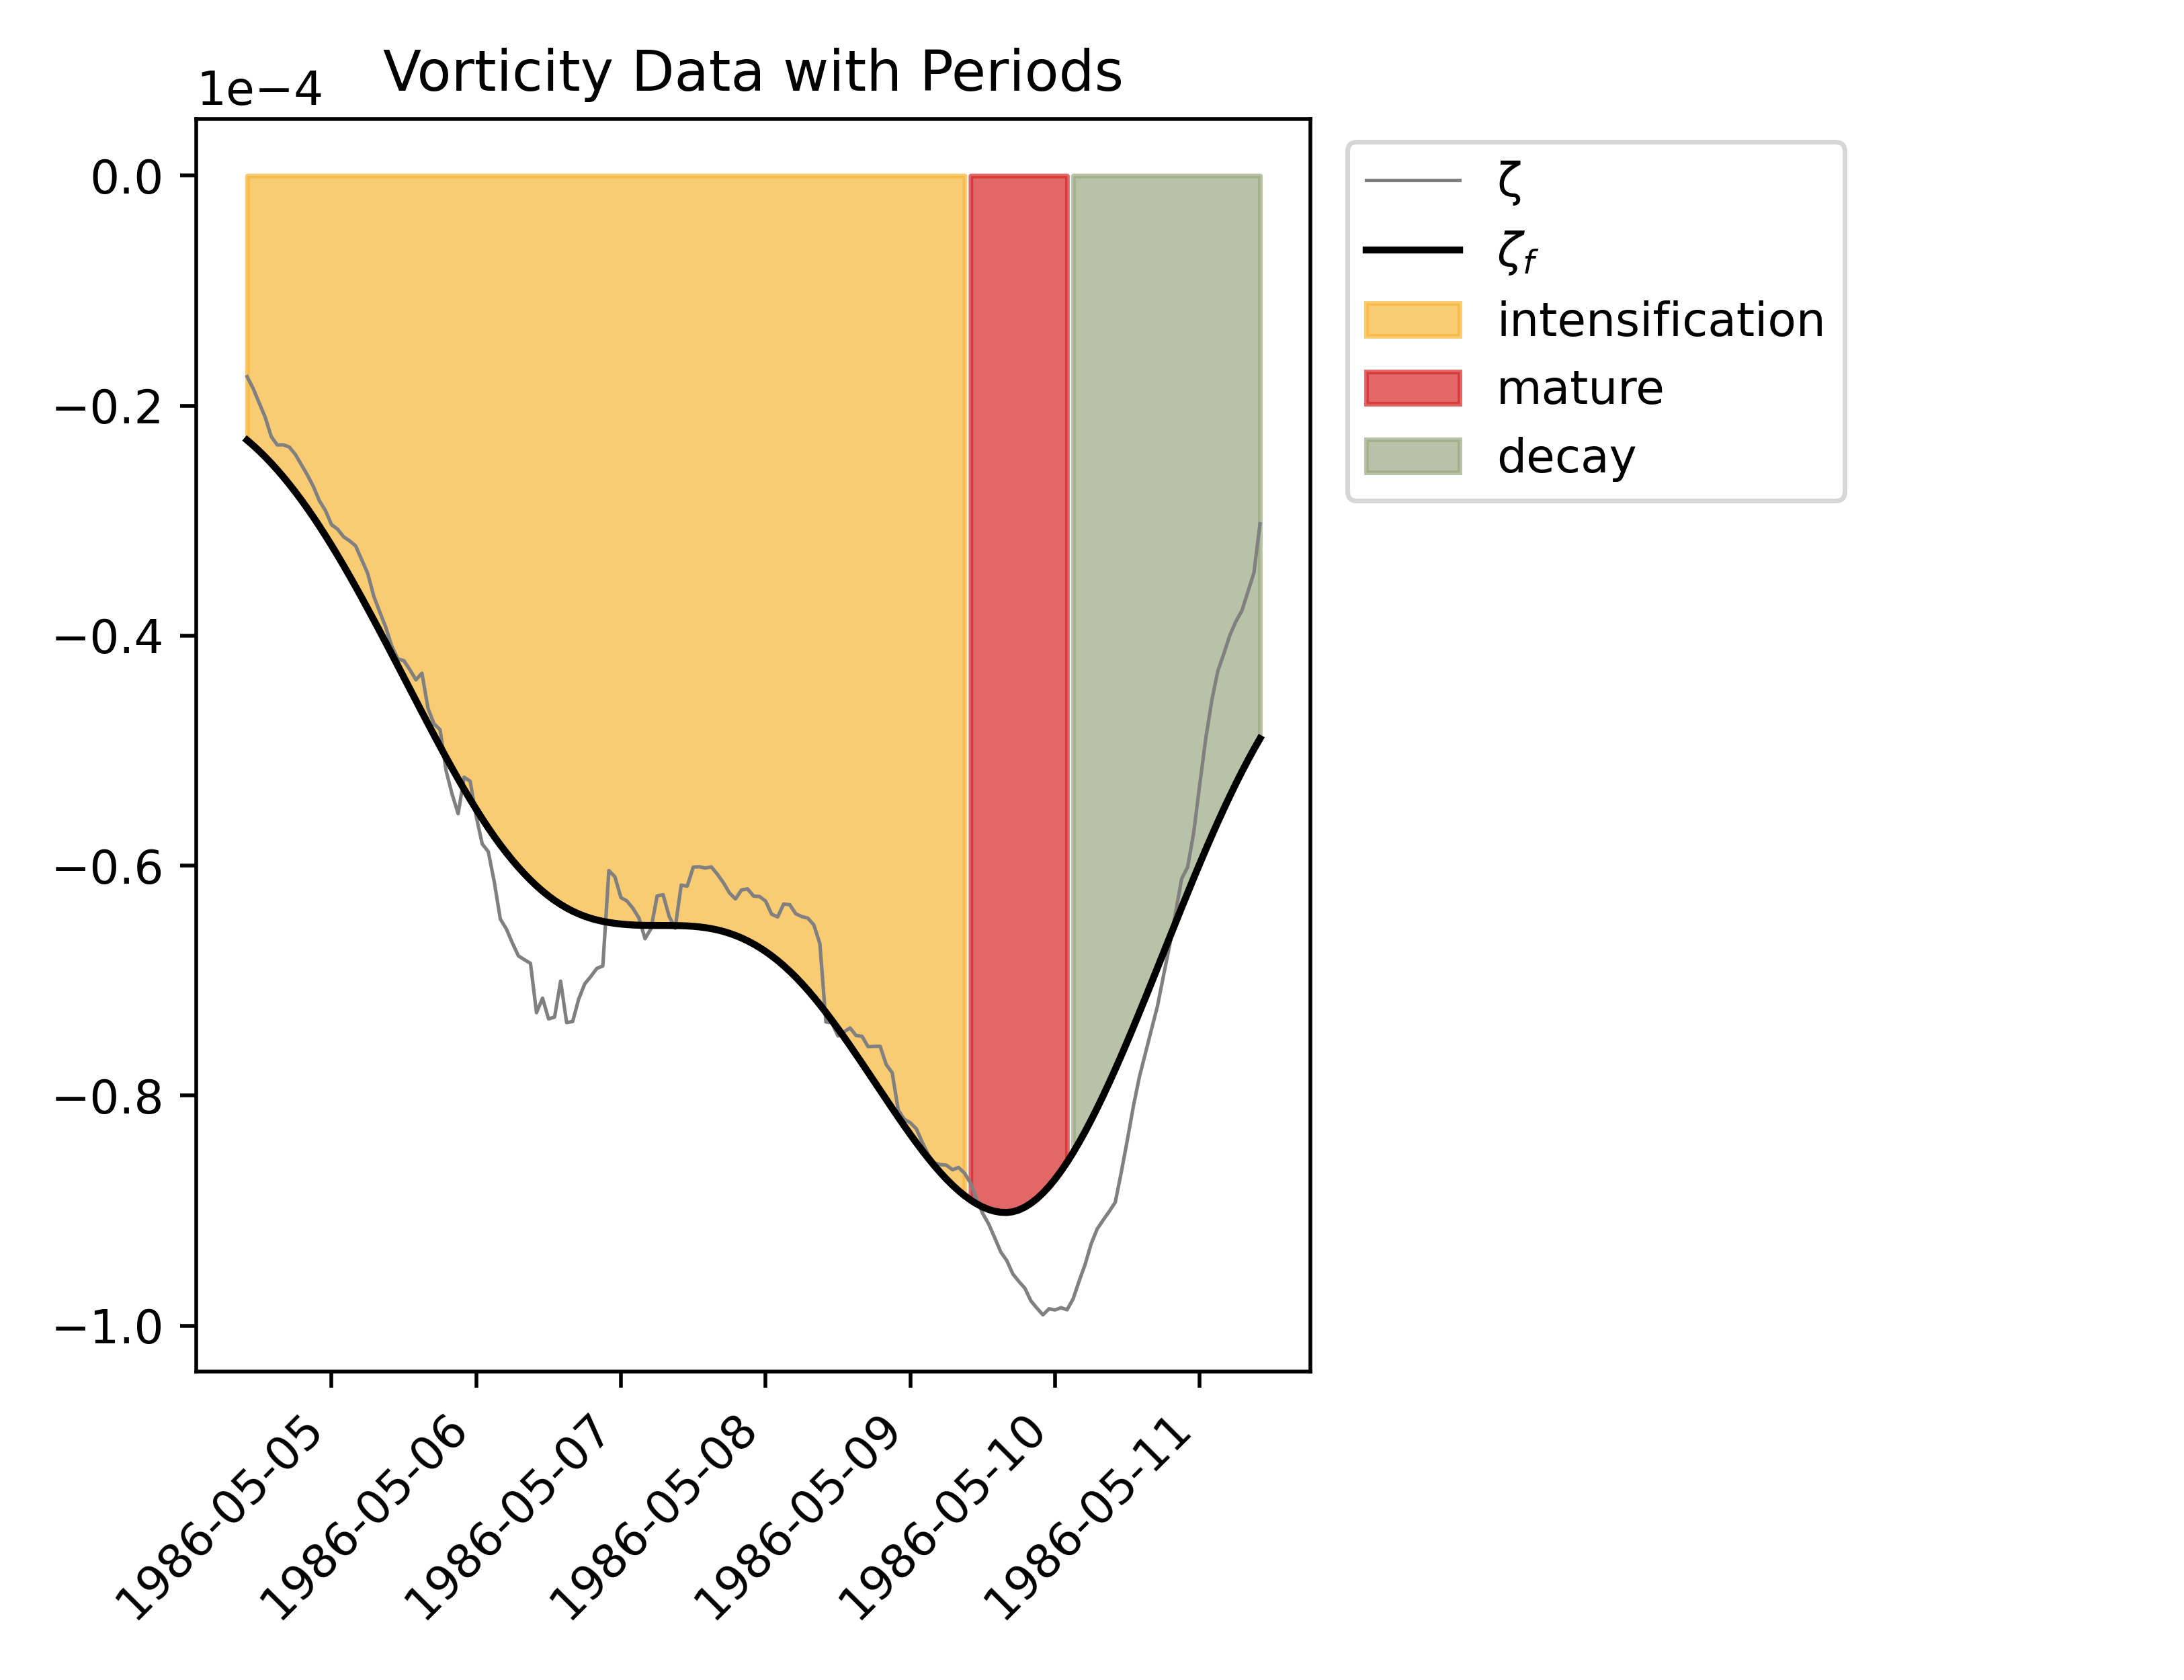 Vorticity Data with Periods
1e−4
0.0
−0.2
−0.4
−0.6
−0.8
−1.0
1986-05-05
1986-05-06
1986-05-07
1986-05-08
1986-05-09
1986-05-10
1986-05-11
ζ
ζf
intensification
mature
decay